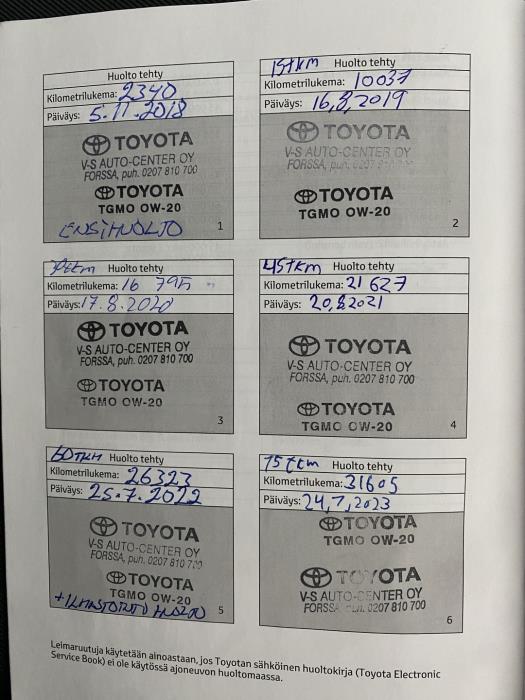 Huolto tehty
Kilometrilukema: 2340
Päiväys: 5.11.2018
TOYOTA
V-S AUTO-CENTER OY
FORSSA, puh. 0207 810 700
TOYOTA
TGMO OW-20
ENSIHUOLTO
1
15tkm Huolto tehty
Kilometrilukema: 10037
Päiväys: 16,8,2019
TOYOTA
V-S AUTO-CENTER OY
FORSSA,
TOYOTA
TGMO OW-20
2
30tkm Huolto tehty
Kilometrilukema: 16 795
Päiväys: 17.8.2020
TOYOTA
V-S AUTO-CENTER OY
FORSSA, puh. 0207 810 700
TOYOTA
TGMO OW-20
3
45tkm Huolto tehty
Kilometrilukema: 21 627
Päiväys: 20,8,2021
TOYOTA
V-S AUTO-CENTER OY
FORSSA, puh. 0207 810 700
TOYOTA
TGMO OW-20
4
60TKM Huolto tehty
Kilometrilukema: 26323
Päiväys: 25.7.2022
TOYOTA
V-S AUTO-CENTER OY
FORSSA, puh. 0207 810 700
TOYOTA
TGMO OW-20
+ILMASTOINTI HUOLTO
5
75tkm Huolto tehty
Kilometrilukema: 31605
Päiväys: 24,7,2023
TOYOTA
TGMO OW-20
TOYOTA
V-S AUTO-CENTER OY
FORSSA 0207 810 700
6
Leimaruutuja käytetään ainoastaan, jos Toyotan sähköinen huoltokirja (Toyota Electronic
Service Book) ei ole käytössä ajoneuvon huoltomaassa.